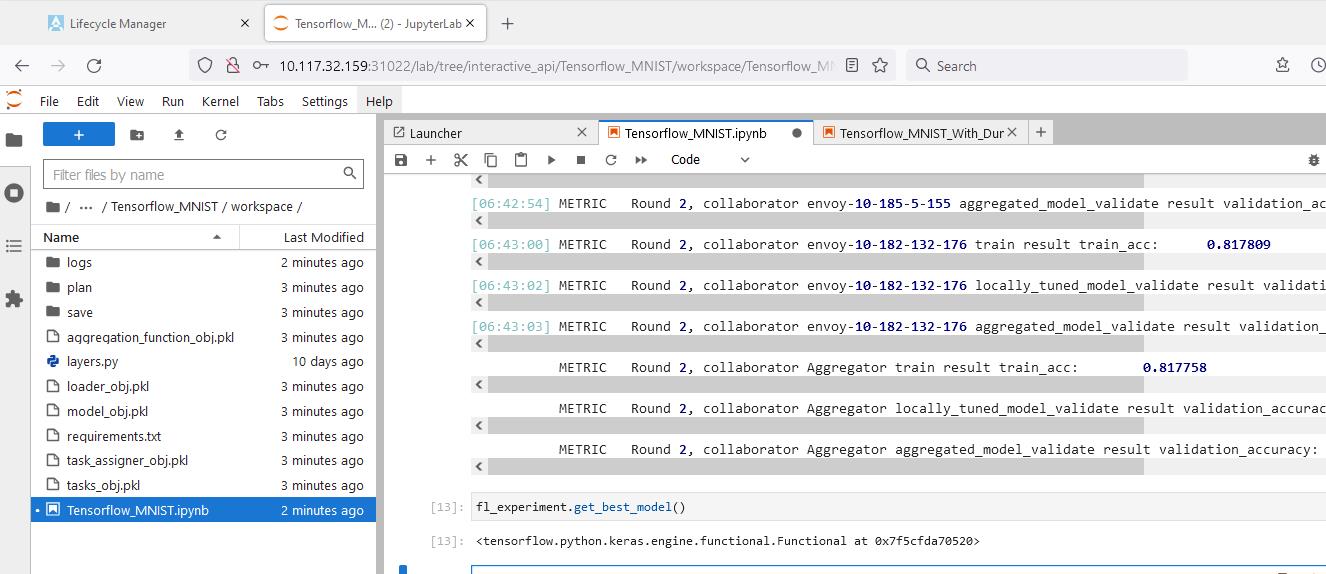 Lifecycle Manager
Tensorflow_M... (2) - JupyterLab
10.117.32.159:31022/lab/tree/interactive_api/Tensorflow_MNIST/workspace/Tensorflow_MN
Search
File Edit View Run Kernel Tabs Settings Help
Launcher
Tensorflow_MNIST.ipynb
Tensorflow_MNIST_With_Dur
Code
Filter files by name
/ ... / Tensorflow_MNIST / workspace /
Name Last Modified
logs 2 minutes ago
plan 3 minutes ago
save 3 minutes ago
aggregation_function_obj.pkl 3 minutes ago
layers.py 10 days ago
loader_obj.pkl 3 minutes ago
model_obj.pkl 3 minutes ago
requirements.txt 3 minutes ago
task_assigner_obj.pkl 3 minutes ago
tasks_obj.pkl 3 minutes ago
Tensorflow_MNIST.ipynb 2 minutes ago
[06:42:54] METRIC Round 2, collaborator envoy-10-185-5-155 aggregated_model_validate result validation_ac
[06:43:00] METRIC Round 2, collaborator envoy-10-182-132-176 train result train_acc: 0.817809
[06:43:02] METRIC Round 2, collaborator envoy-10-182-132-176 locally_tuned_model_validate result validati
[06:43:03] METRIC Round 2, collaborator envoy-10-182-132-176 aggregated_model_validate result validation_
METRIC Round 2, collaborator Aggregator train result train_acc: 0.817758
METRIC Round 2, collaborator Aggregator locally_tuned_model_validate result validation_accurac
METRIC Round 2, collaborator Aggregator aggregated_model_validate result validation_accuracy:
[13]: fl_experiment.get_best_model()
[13]: <tensorflow.python.keras.engine.functional.Functional at 0x7f5cfda70520>